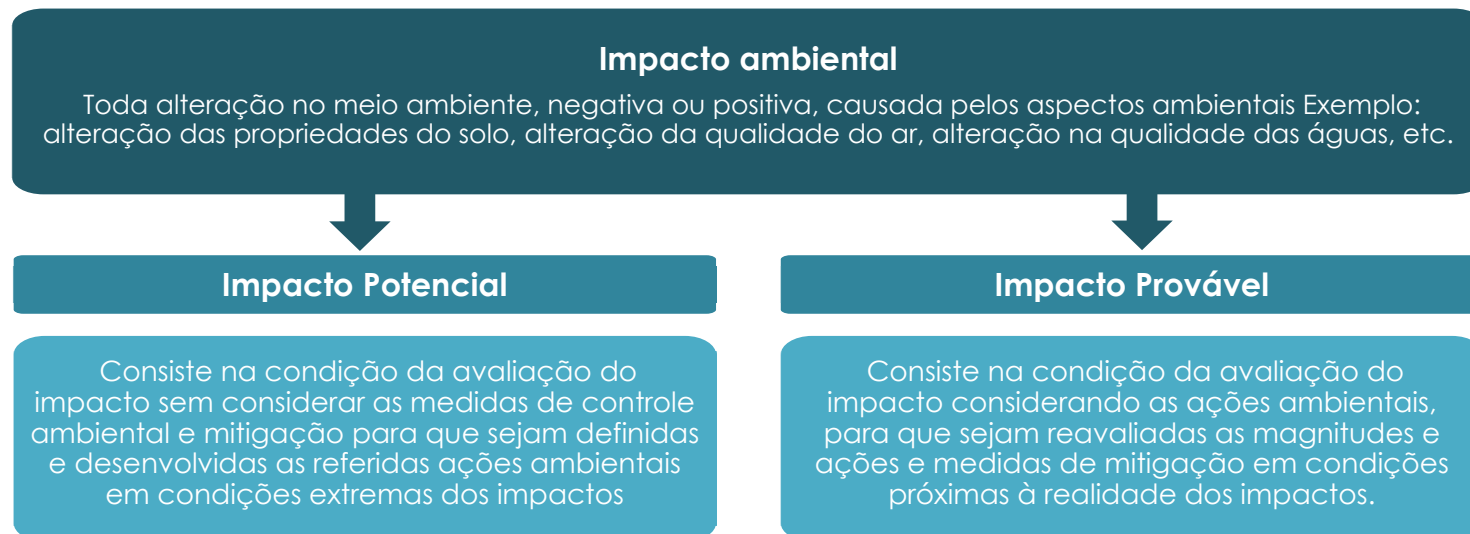 Impacto ambiental
Toda alteração no meio ambiente, negativa ou positiva, causada pelos aspectos ambientais Exemplo:
alteração das propriedades do solo, alteração da qualidade do ar, alteração na qualidade das águas, etc.
Impacto Potencial
Consiste na condição da avaliação do
impacto sem considerar as medidas de controle
ambiental e mitigação para que sejam definidas
e desenvolvidas as referidas ações ambientais
em condições extremas dos impactos
Impacto Provável
Consiste na condição da avaliação do
impacto considerando as ações ambientais,
para que sejam reavaliadas as magnitudes e
ações e medidas de mitigação em condições
próximas à realidade dos impactos.